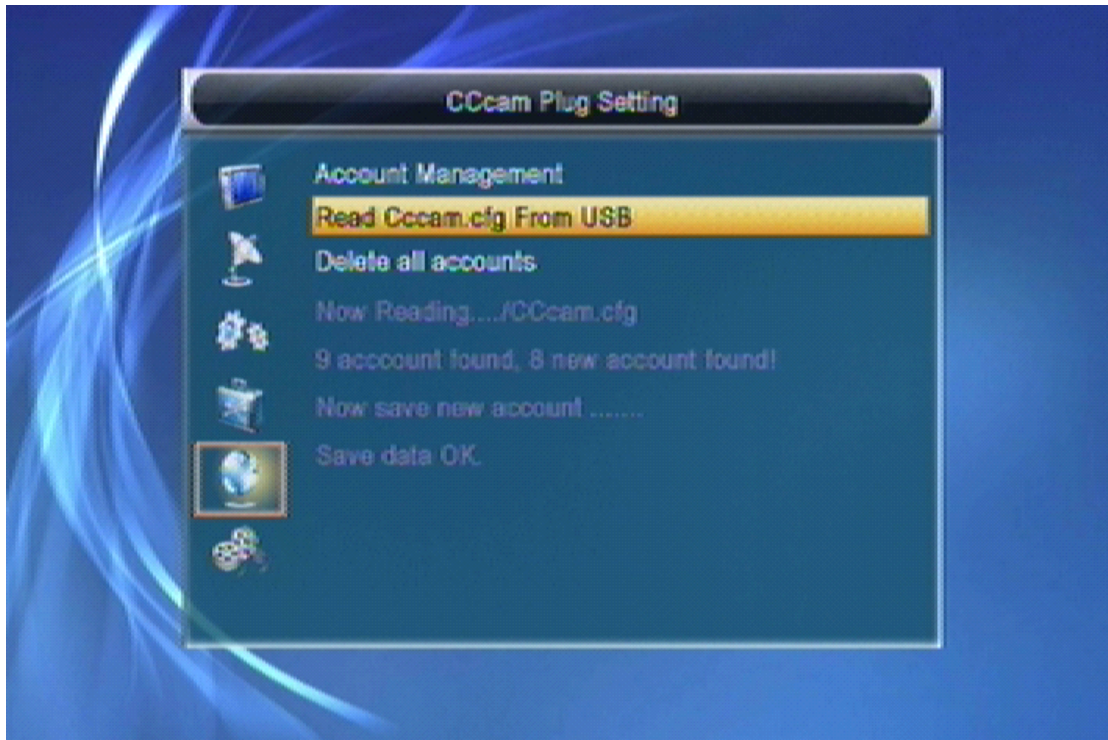 CCcam Plug Setting
Account Management
Read Cccam.cfg From USB
Delete all accounts
Now Reading..../CCcam.cfg
9 acccount found, 8 new account found!
Now save new account .......
Save data OK.